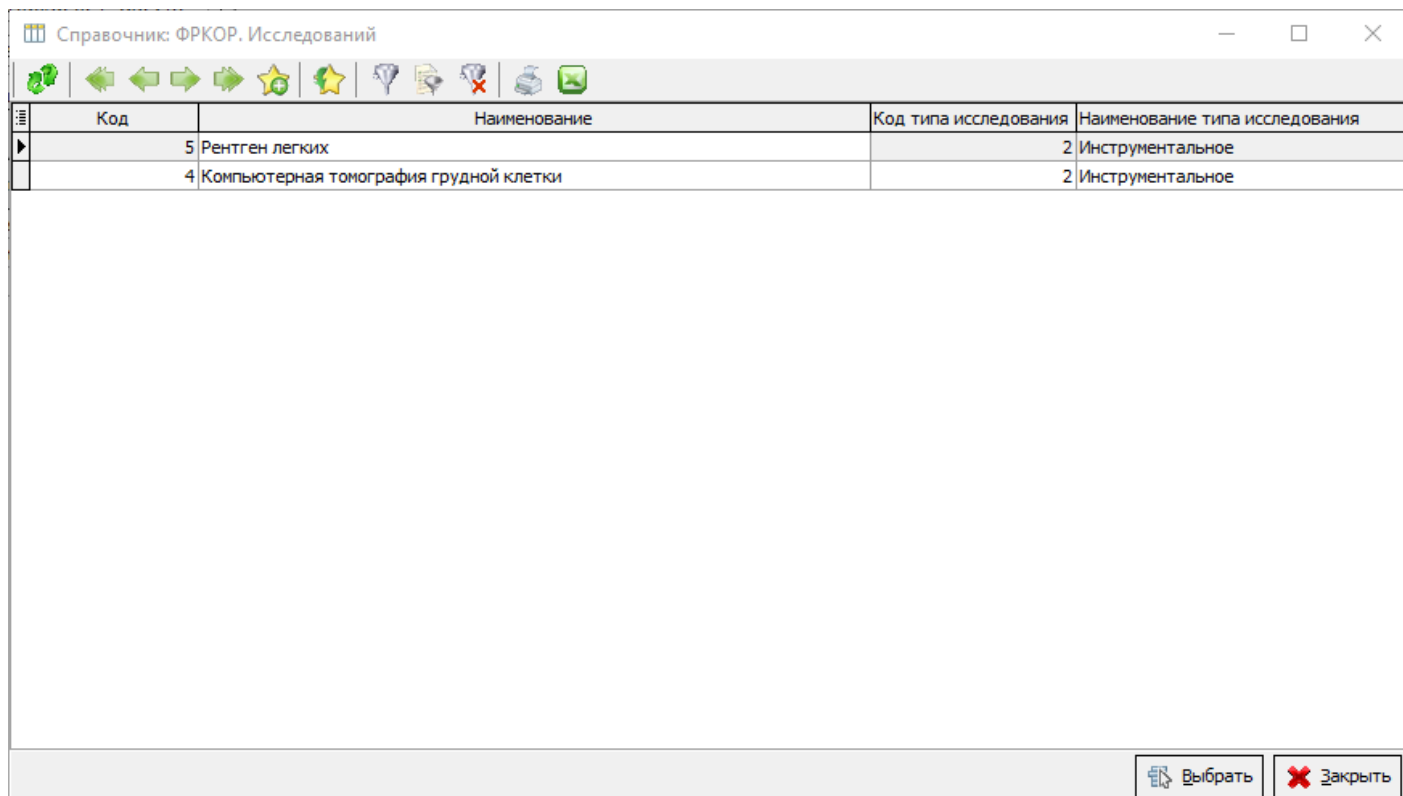 Справочник: ФРКОР. Исследований
Код Наименование Код типа исследования Наименование типа исследования
5 Рентген легких 2 Инструментальное
4 Компьютерная томография грудной клетки 2 Инструментальное
Выбрать Закрыть